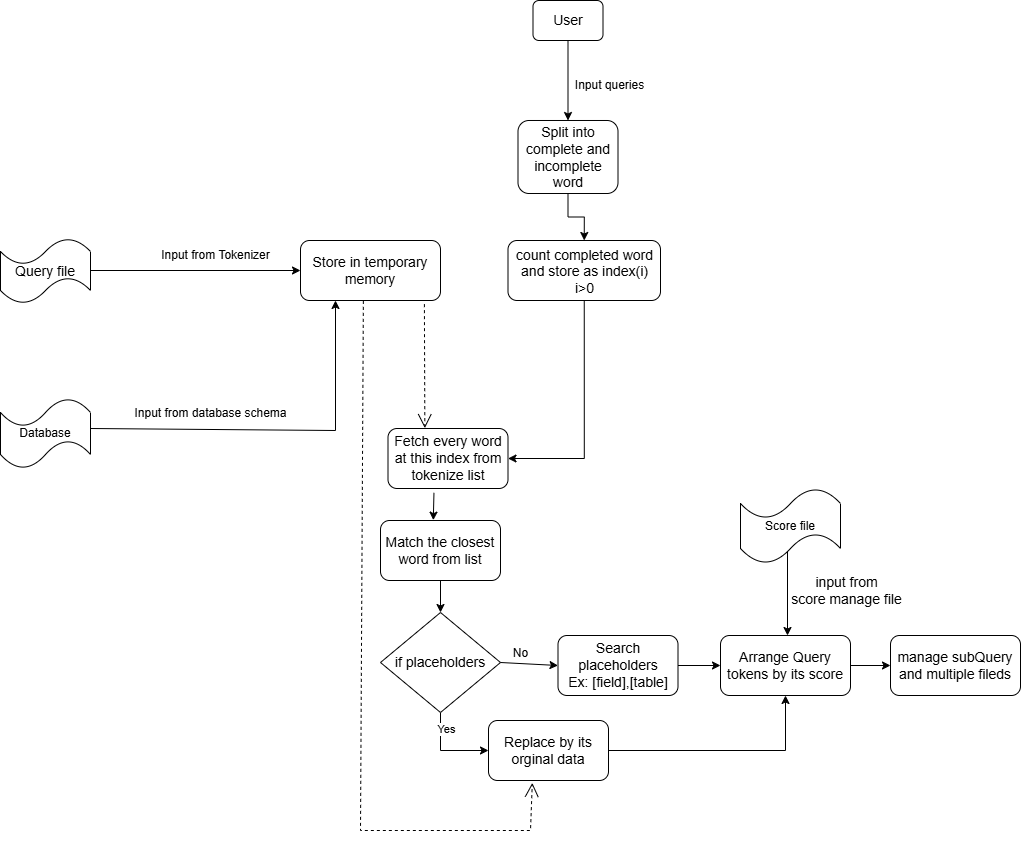 User
Input queries
Split into
complete and
incomplete
word
count completed word
and store as index(i)
i>0
Query file
Input from Tokenizer
Store in temporary
memory
Database
Input from database schema
Fetch every word
at this index from
tokenize list
Match the closest
word from list
if placeholders
No
Yes
Search
placeholders
Ex: [field],[table]
Replace by its
orginal data
Score file
input from
score manage file
Arrange Query
tokens by its score
manage subQuery
and multiple fileds